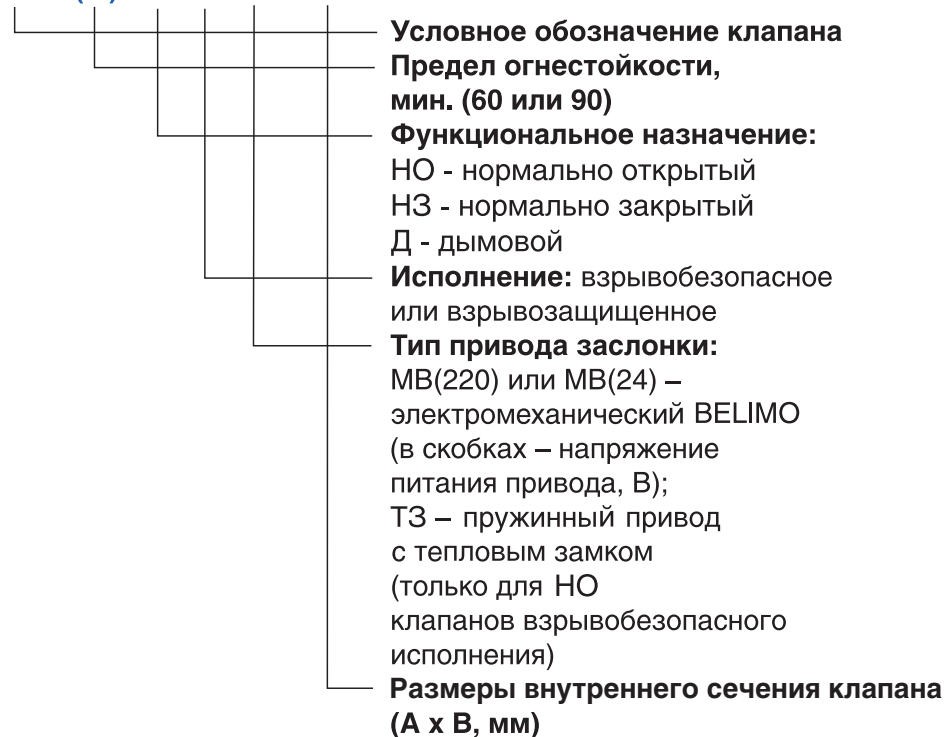 Условное обозначение клапана
Предел огнестойкости,
мин. (60 или 90)
Функциональное назначение:
НО - нормально открытый
НЗ - нормально закрытый
Д - дымовой
Исполнение: взрывобезопасное
или взрывозащищенное
Тип привода заслонки:
МВ(220) или МВ(24) –
электромеханический BELIMO
(в скобках – напряжение
питания привода, В);
ТЗ – пружинный привод
с тепловым замком
(только для НО
клапанов взрывобезопасного
исполнения)
Размеры внутреннего сечения клапана
(А х В, мм)